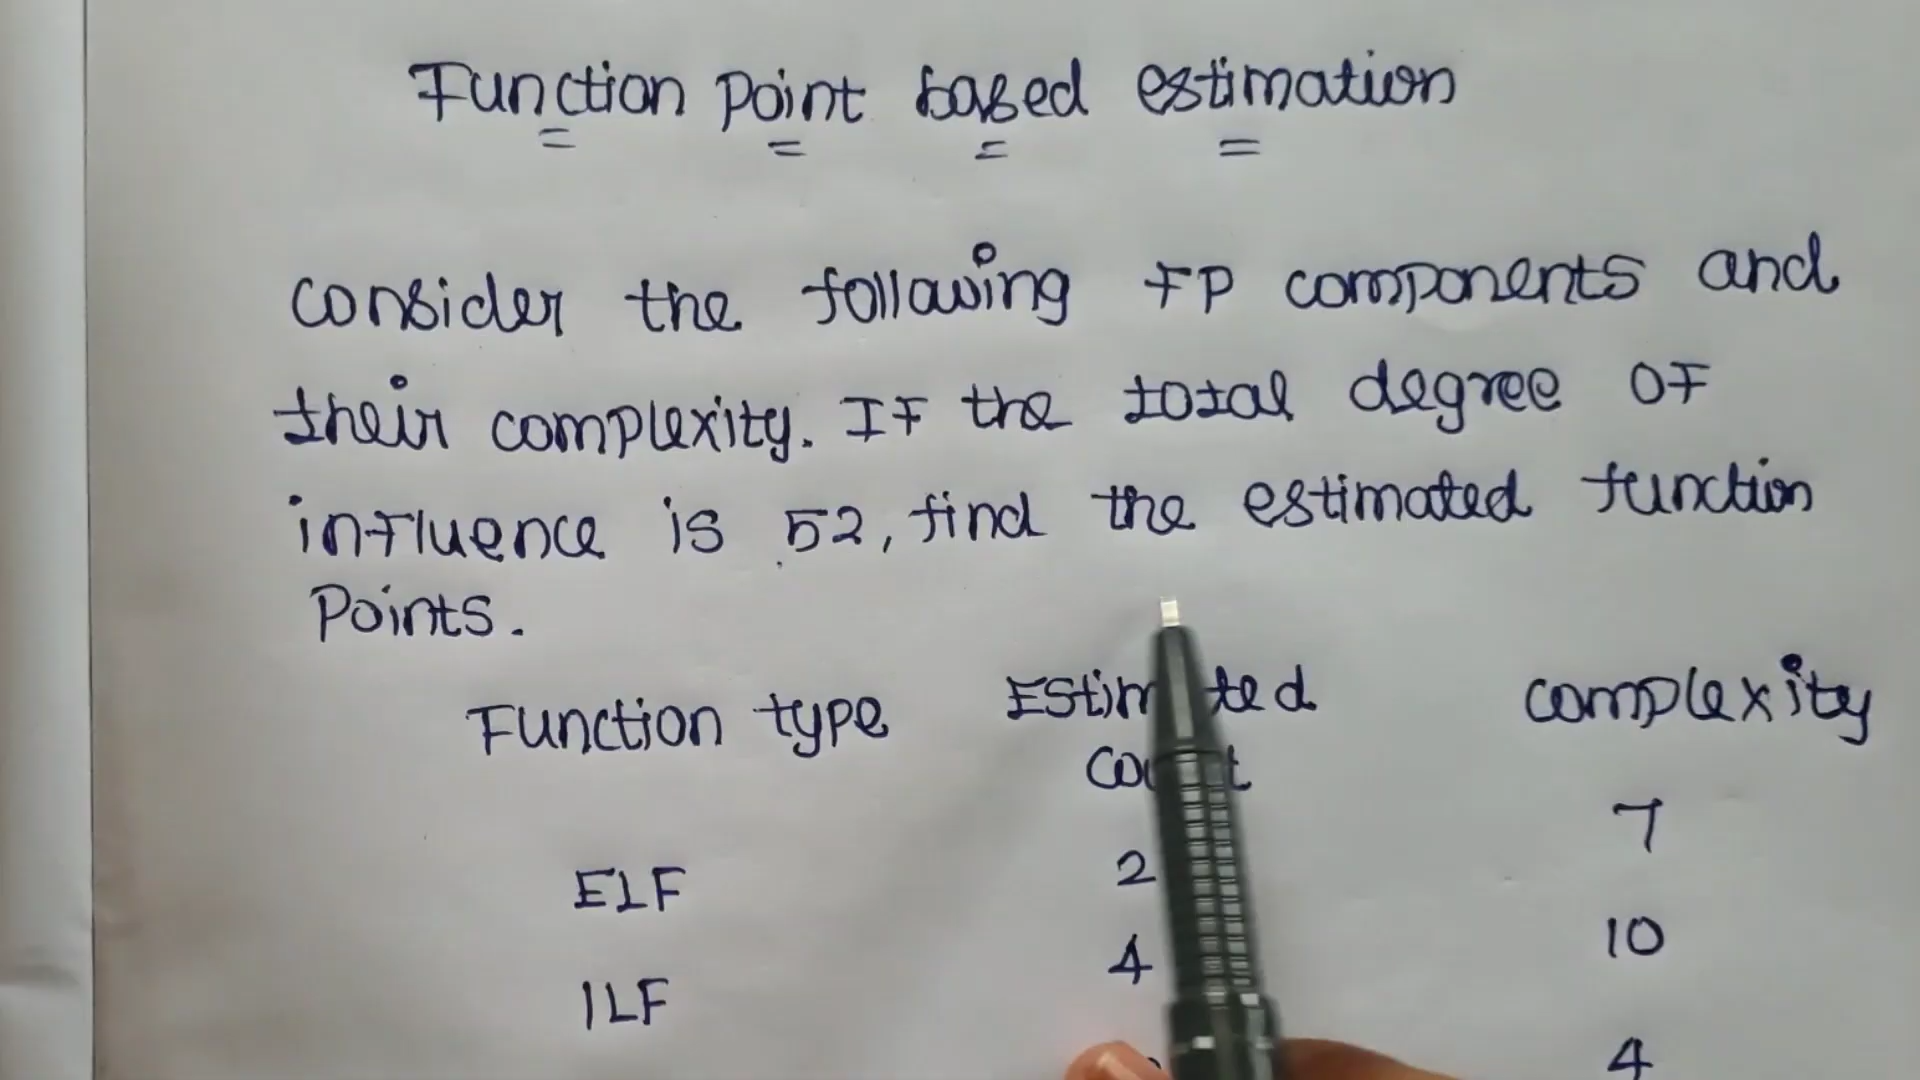 Function Point based estimation
consider the following FP components and
their complexity. IF the total degree OF
influence is 52, find the estimated function
Points.
Function type complexity
7
ELF 2
10
ILF 4
4